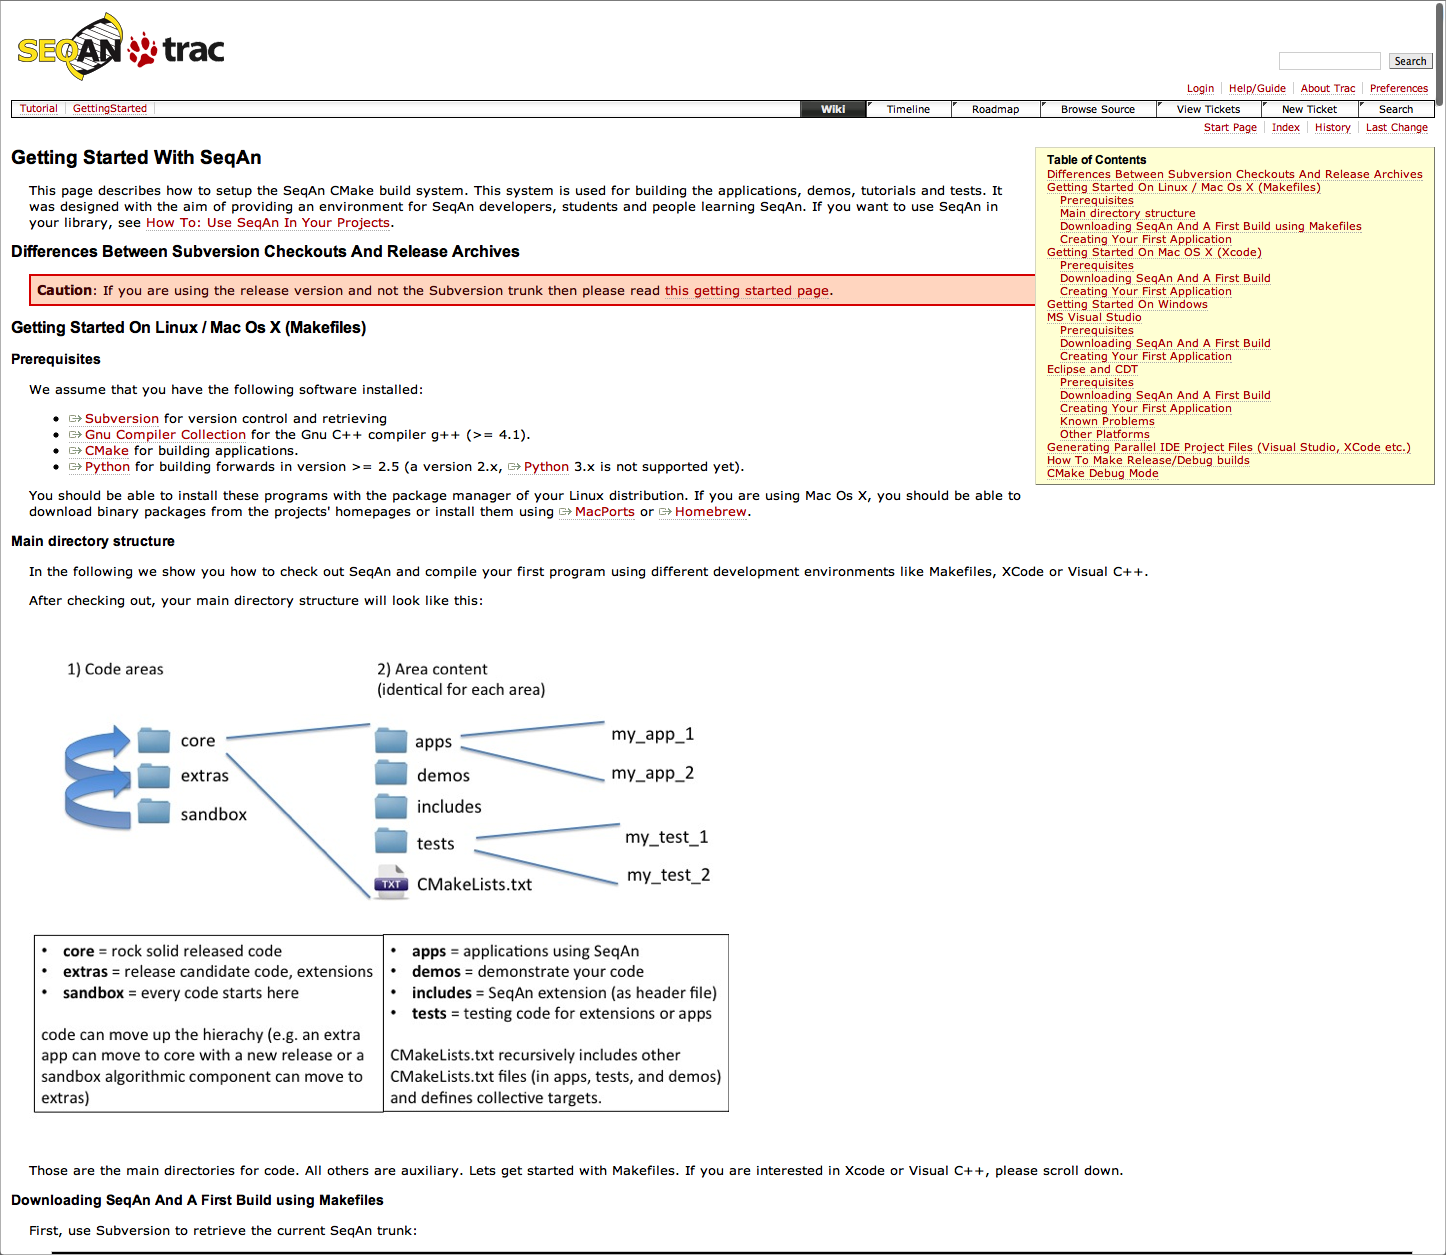 SEQAN trac
Search
Login Help/Guide About Trac Preferences
Tutorial GettingStarted Wiki Timeline Roadmap Browse Source View Tickets New Ticket Search
Start Page Index History Last Change
Getting Started With SeqAn
This page describes how to setup the SeqAn CMake build system. This system is used for building the applications, demos, tutorials and tests. It
was designed with the aim of providing an environment for SeqAn developers, students and people learning SeqAn. If you want to use SeqAn in
your library, see How To: Use SeqAn In Your Projects.
Differences Between Subversion Checkouts And Release Archives
Caution: If you are using the release version and not the Subversion trunk then please read this getting started page.
Table of Contents
Differences Between Subversion Checkouts And Release Archives
Getting Started On Linux / Mac Os X (Makefiles)
Prerequisites
Main directory structure
Downloading SeqAn And A First Build using Makefiles
Creating Your First Application
Getting Started On Mac OS X (Xcode)
Prerequisites
Downloading SeqAn And A First Build
Creating Your First Application
Getting Started On Windows
MS Visual Studio
Prerequisites
Downloading SeqAn And A First Build
Creating Your First Application
Eclipse and CDT
Prerequisites
Downloading SeqAn And A First Build
Creating Your First Application
Known Problems
Other Platforms
Generating Parallel IDE Project Files (Visual Studio, XCode etc.)
How To Make Release/Debug builds
CMake Debug Mode
Getting Started On Linux / Mac Os X (Makefiles)
Prerequisites
We assume that you have the following software installed:
• Subversion for version control and retrieving
• Gnu Compiler Collection for the Gnu C++ compiler g++ (>= 4.1).
• CMake for building applications.
• Python for building forwards in version >= 2.5 (a version 2.x, Python 3.x is not supported yet).
You should be able to install these programs with the package manager of your Linux distribution. If you are using Mac Os X, you should be able to
download binary packages from the projects' homepages or install them using MacPorts or Homebrew.
Main directory structure
In the following we show you how to check out SeqAn and compile your first program using different development environments like Makefiles, XCode or Visual C++.
After checking out, your main directory structure will look like this:
1) Code areas
core
extras
sandbox
2) Area content
(identical for each area)
apps
demos
includes
tests
TXT CMakeLists.txt
my_app_1
my_app_2
my_test_1
my_test_2
• core = rock solid released code
• extras = release candidate code, extensions
• sandbox = every code starts here
code can move up the hierachy (e.g. an extra
app can move to core with a new release or a
sandbox algorithmic component can move to
extras)
• apps = applications using SeqAn
• demos = demonstrate your code
• includes = SeqAn extension (as header file)
• tests = testing code for extensions or apps
CMakeLists.txt recursively includes other
CMakeLists.txt files (in apps, tests, and demos)
and defines collective targets.
Those are the main directories for code. All others are auxiliary. Lets get started with Makefiles. If you are interested in Xcode or Visual C++, please scroll down.
Downloading SeqAn And A First Build using Makefiles
First, use Subversion to retrieve the current SeqAn trunk: